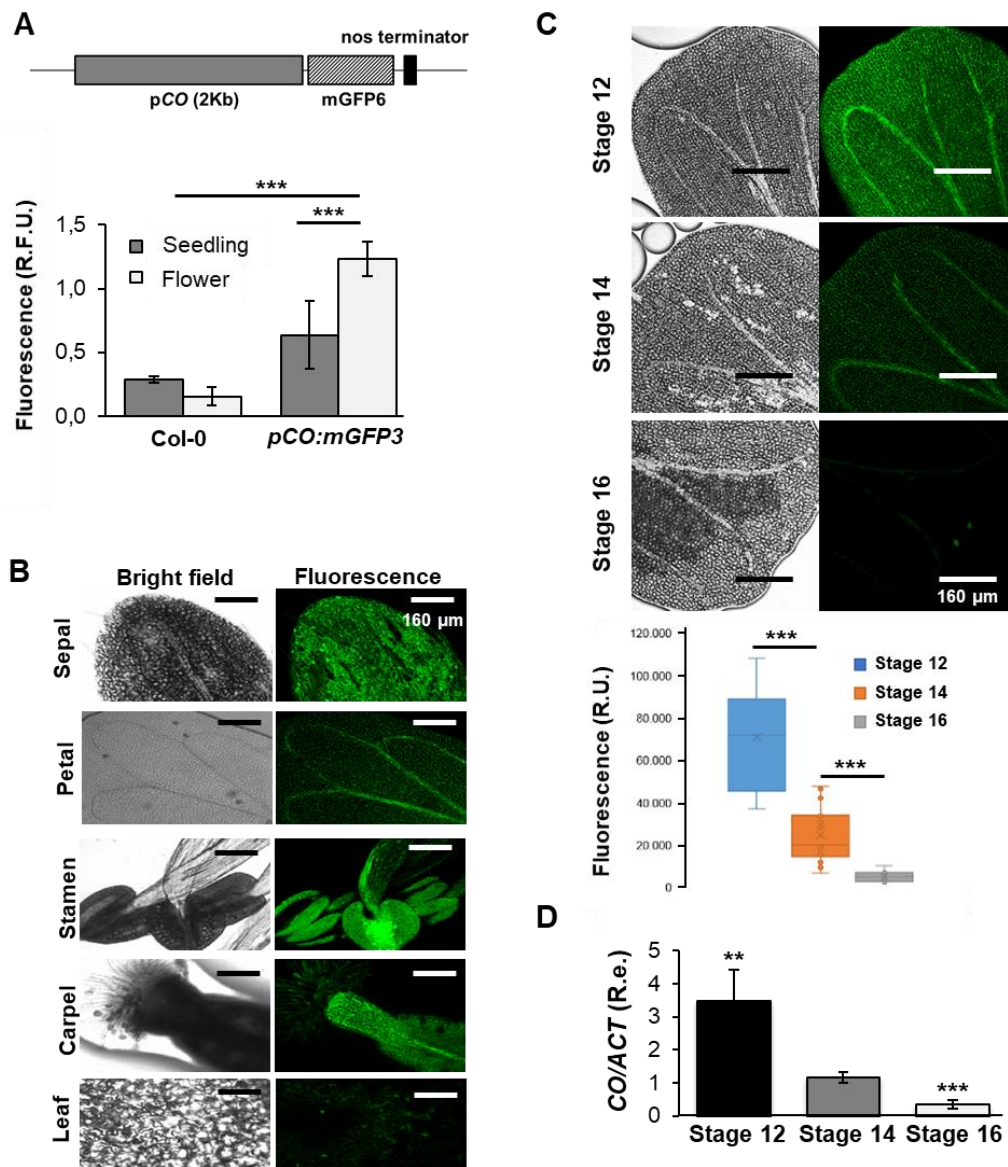 A
nos terminator
pCO (2Kb)
mGFP6
***
***
Fluorescence (R.F.U.)
1,5
1,0
0,5
0,0
Seedling
Flower
Col-0
pCO:mGFP3
B
Bright field
Fluorescence
Sepal
160 µm
Petal
Stamen
Carpel
Leaf
C
Stage 12
Stage 14
Stage 16
160 µm
Fluorescence (R.U.)
120.000
100 000
80.000
60.000
40 000
20 000
0
***
***
Stage 12
Stage 14
Stage 16
D
CO/ACT (R.e.)
5
4
3
2
1
0
**
***
Stage 12
Stage 14
Stage 16